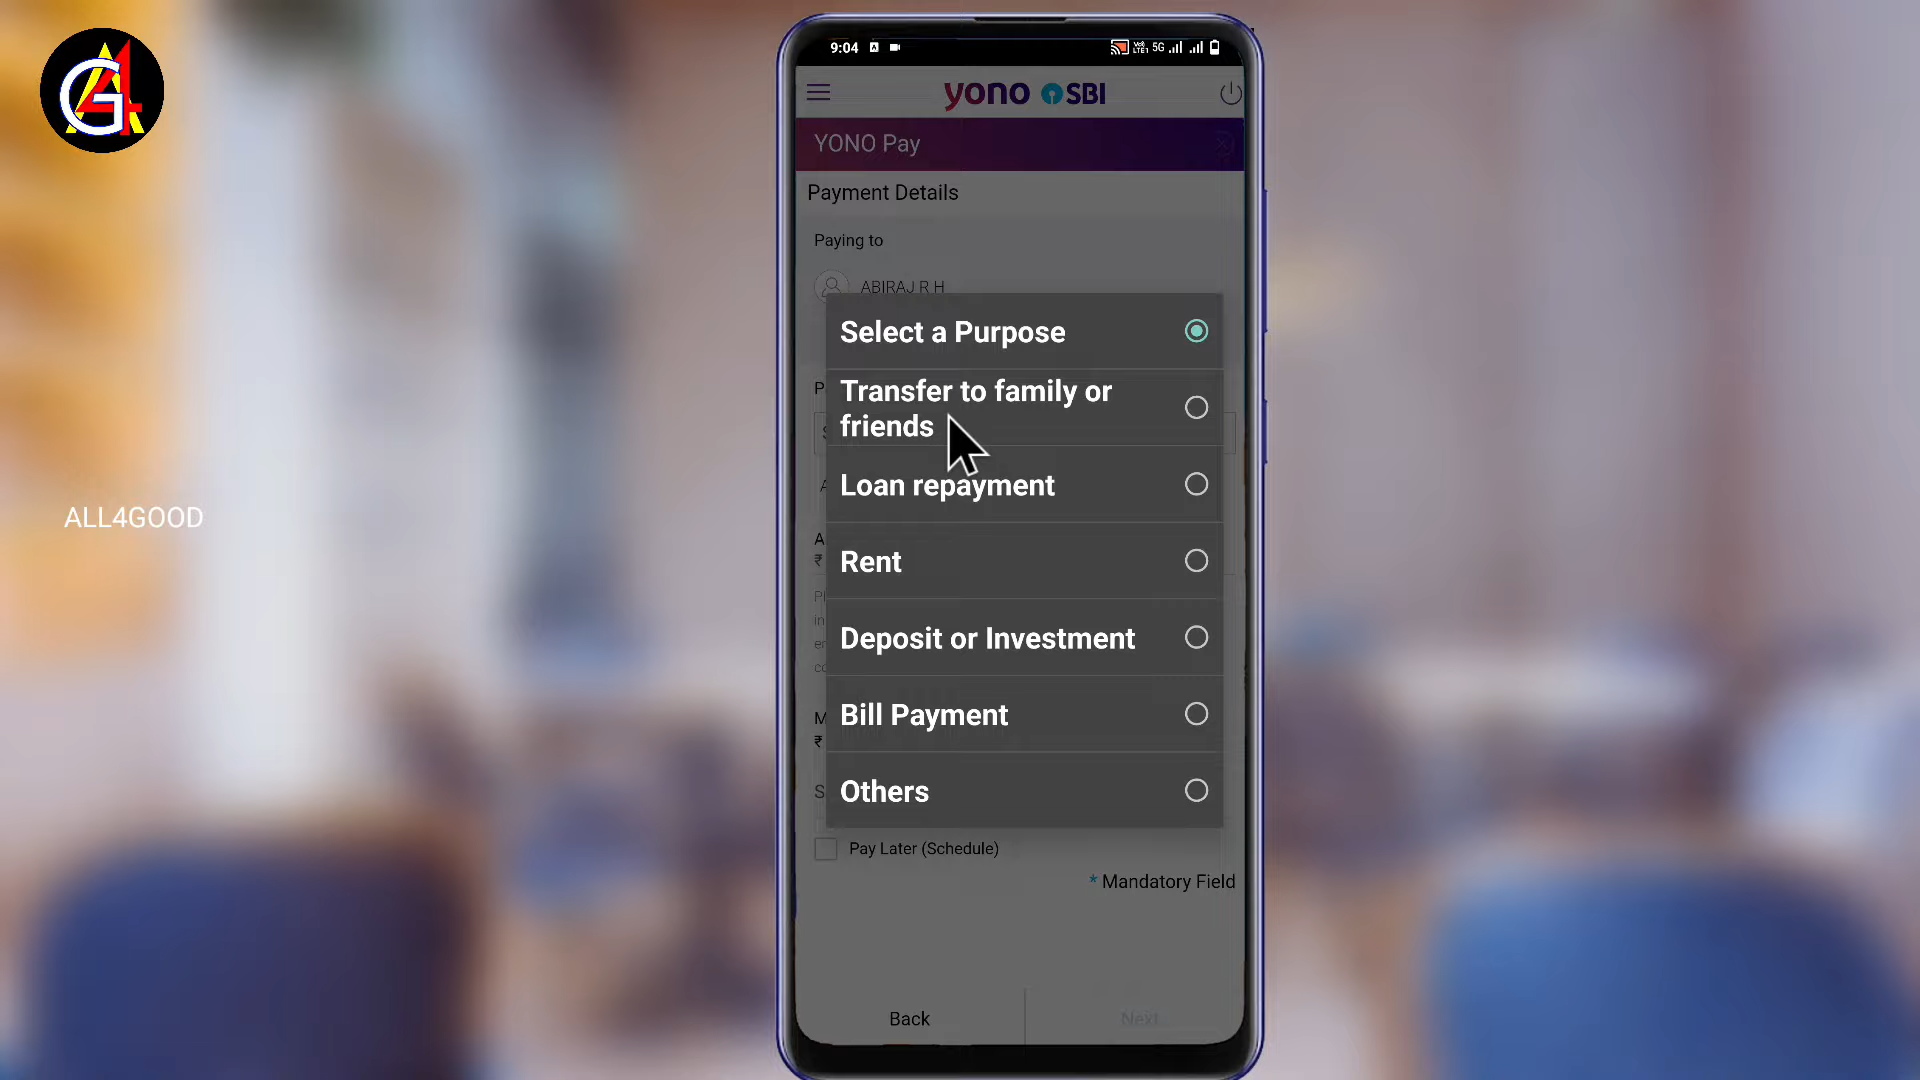 9:04
5G
yono SBI
YONO Pay
Payment Details
Paying to
ABIRAJ R H
Select a Purpose
Transfer to family or
friends
Loan repayment
Rent
Deposit or Investment
Bill Payment
Others
Pay Later (Schedule)
* Mandatory Field
Back
Next
ALL4GOOD